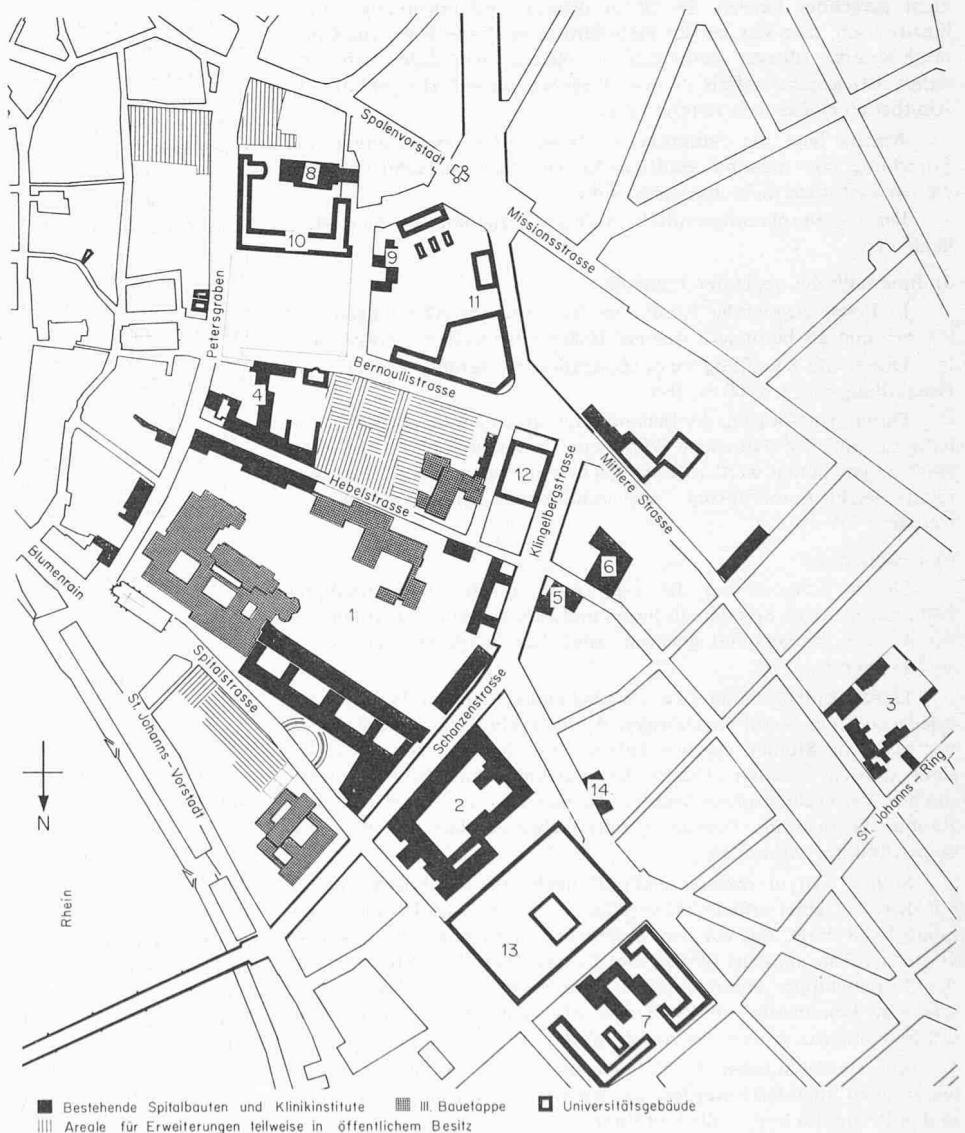 Spalenvorstadt
8
Missionsstrasse
10
9
11
Petersgraben
Bernoullistrasse
4
12
Hebelstrasse
Klingelbergstrasse
Mittlere Strasse
6
5
Blumenrain
1
Spitalstrasse
Schanzenstrasse
3
St. Johanns-Vorstadt
2
14
St. Johanns Ring
N
Rhein
13
7
Bestehende Spitalbauten und Klinikinstitute
III. Bauetappe
Universitätsgebäude
Areale für Erweiterungen teilweise in öffentlichem Besitz